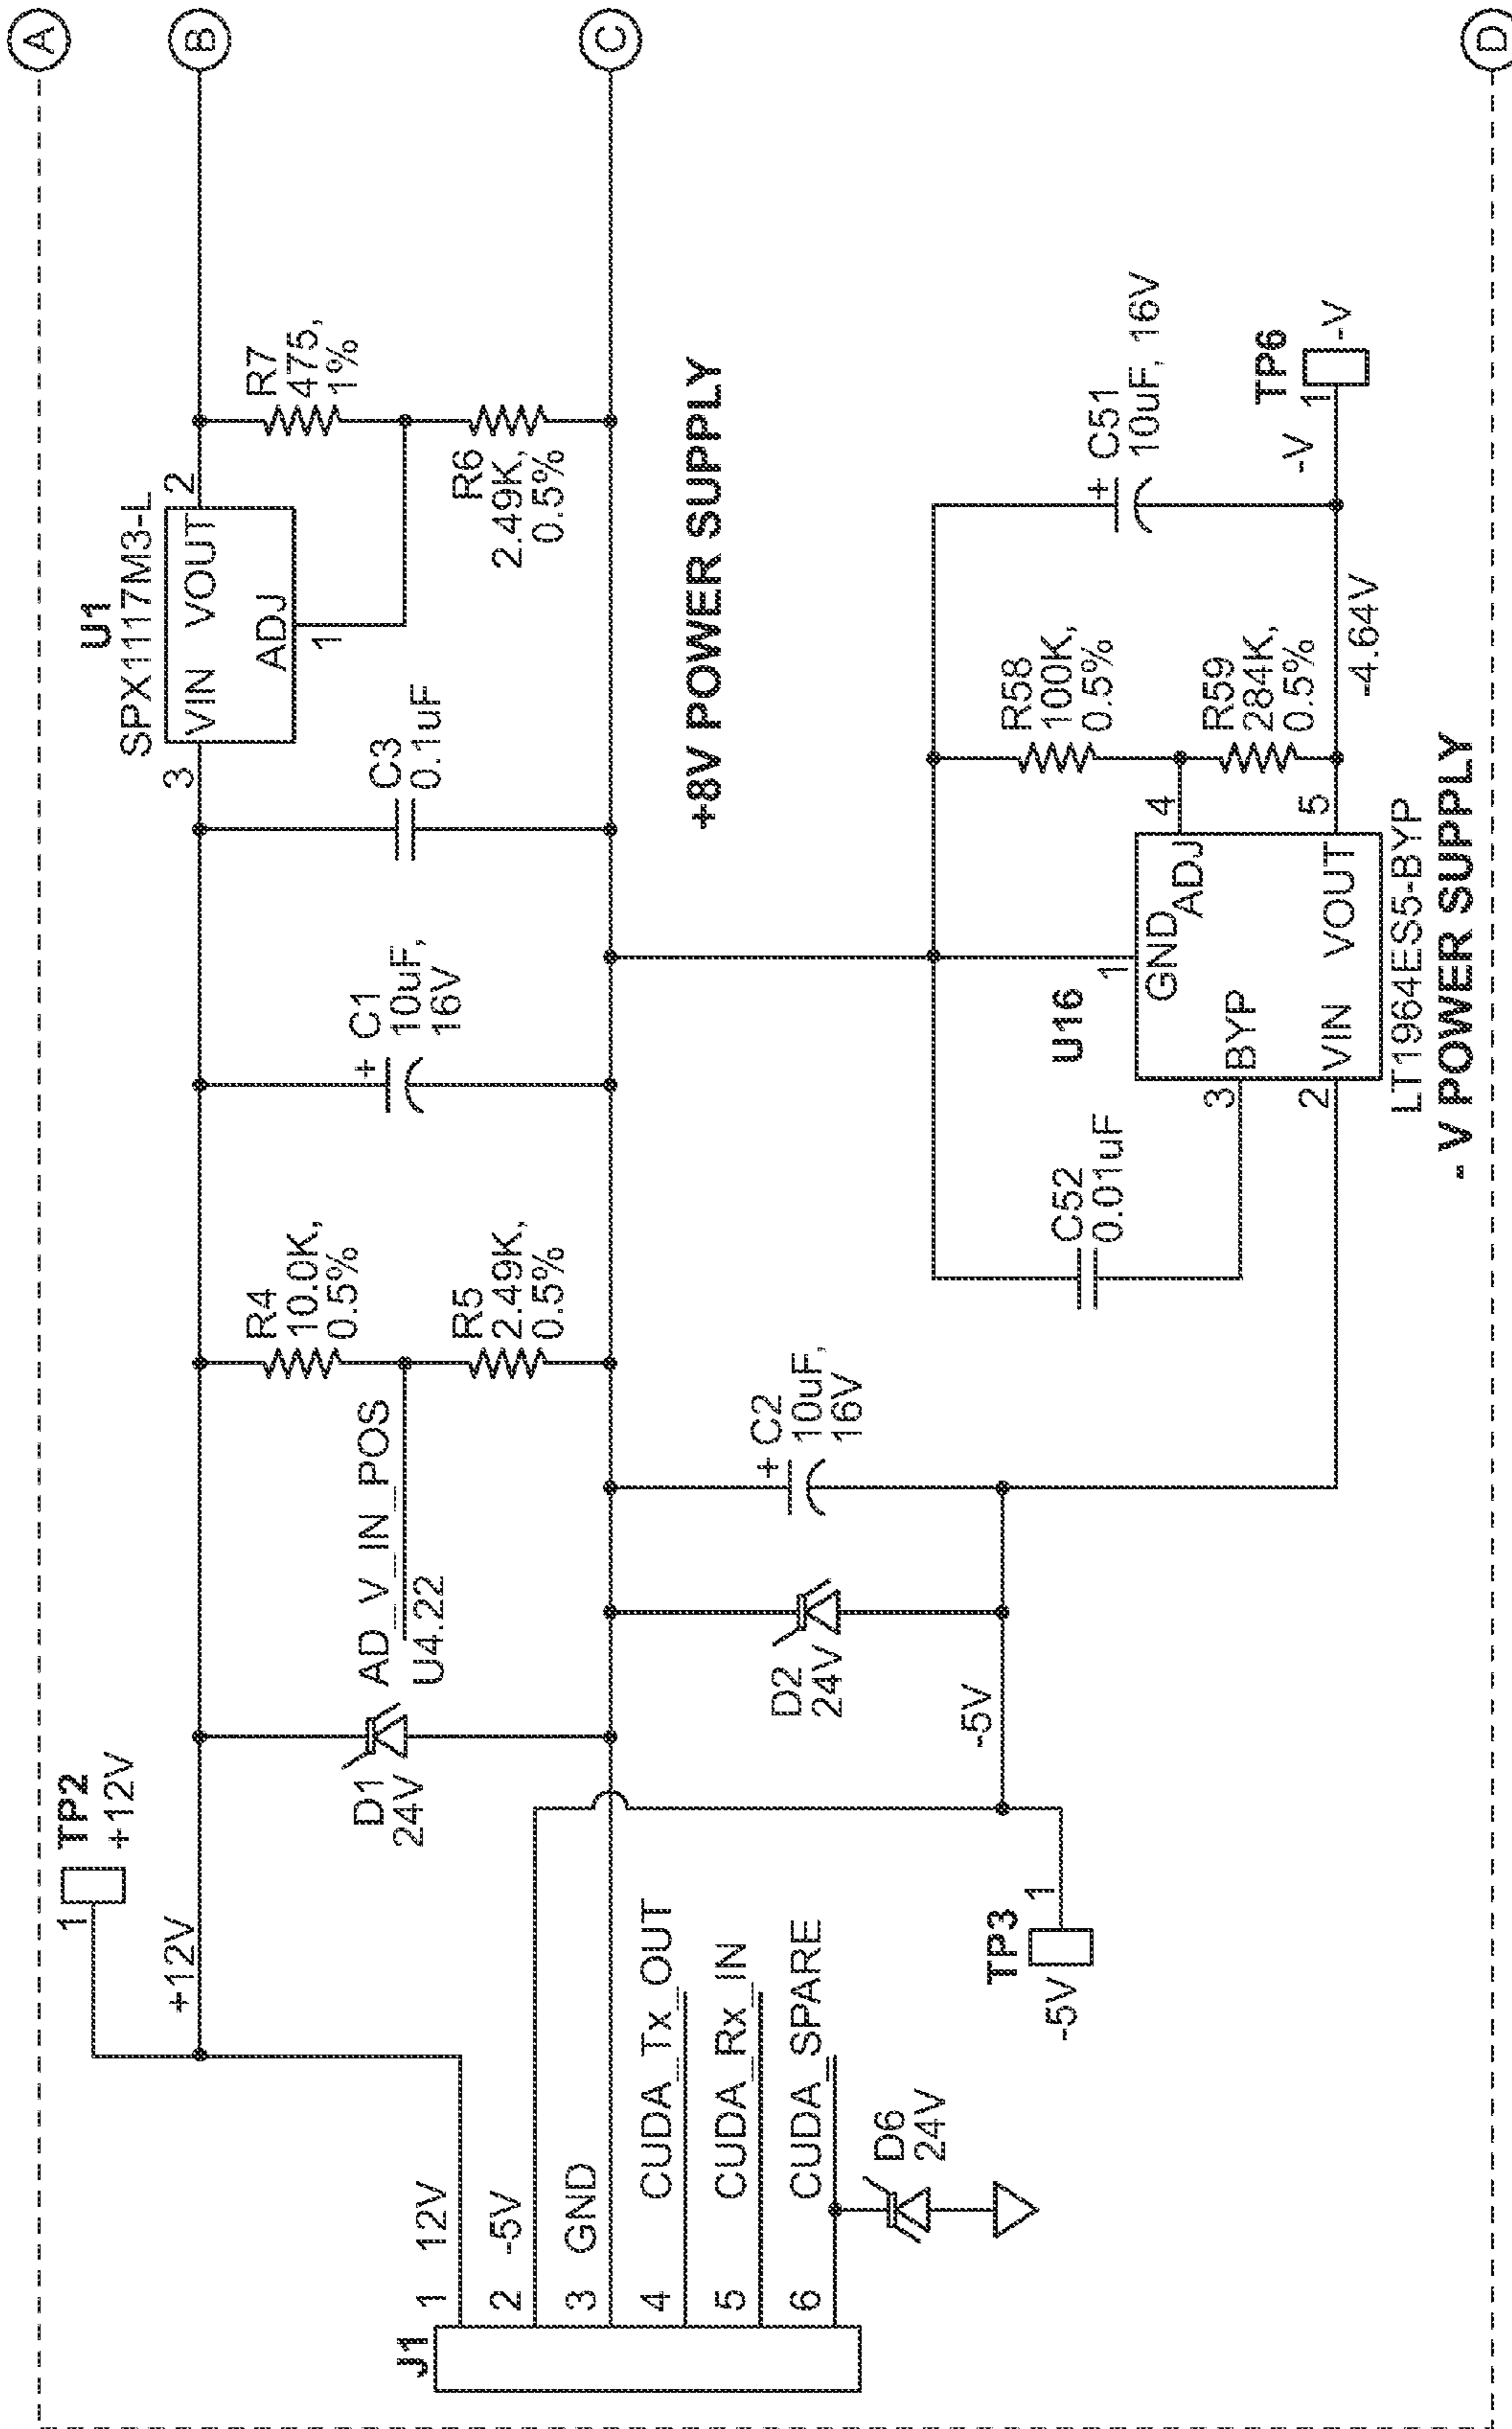 A
B
C
D
TP2
+12V
1
+12V
J1
1 12V
2 -5V
3 GND
4 CUDA_Tx_OUT
5 CUDA_Rx_IN
6 CUDA_SPARE
D6
24V
D1
24V
AD_V_IN_POS
U4.22
R4
10.0K,
0.5%
R5
2.49K,
0.5%
+ C1
10uF,
16V
C3
0.1uF
U1
SPX1117M3-L
3
VIN VOUT
2
ADJ
1
R7
475,
1%
R6
2.49K,
0.5%
+8V POWER SUPPLY
TP3
1
-5V
-5V
D2
24V
+ C2
10uF,
16V
C52
0.01uF
U16
1
GND
ADJ
4
3
BYP
2
VIN VOUT
5
LT1964ES5-BYP
- V POWER SUPPLY
R58
100K,
0.5%
R59
284K,
0.5%
-4.64V
+ C51
10uF, 16V
-V
TP6
1
-V